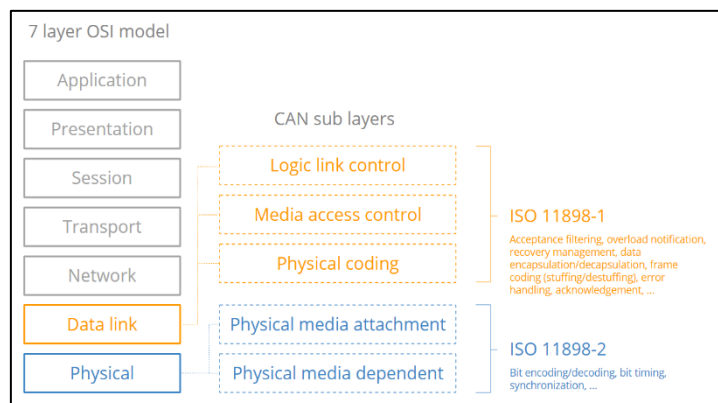 7 layer OSI model
Application
Presentation
Session
Transport
Network
Data link
Physical
CAN sub layers
Logic link control
Media access control
Physical coding
Physical media attachment
Physical media dependent
ISO 11898-1
Acceptance filtering, overload notification,
recovery management, data
encapsulation/decapsulation, frame
coding (stuffing/destuffing), error
handling, acknowledgement, ...
ISO 11898-2
Bit encoding/decoding, bit timing,
synchronization, ...